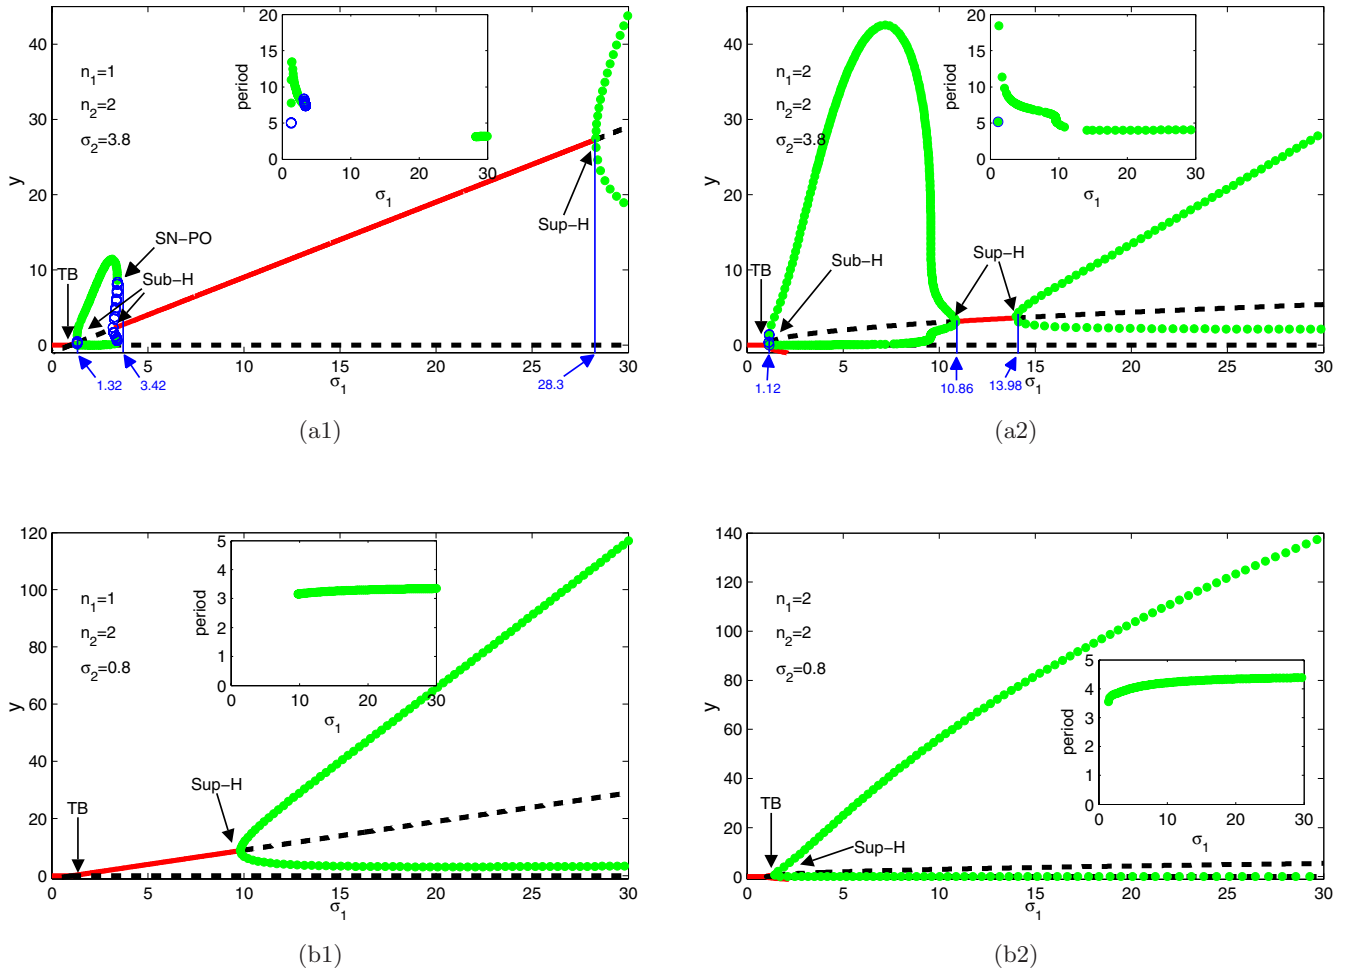 y
40
30
20
10
0
0
5
10
15
20
25
30
σ1
n1=1
n2=2
σ2=3.8
period
20
15
10
5
0
0
10
20
30
σ1
TB
SN−PO
Sub−H
Sup−H
1.32
3.42
28.3
(a1)
y
40
30
20
10
0
0
5
10
15
20
25
30
σ1
n1=2
n2=2
σ2=3.8
period
20
15
10
5
0
0
10
20
30
σ1
TB
Sub−H
Sup−H
1.12
10.86
13.98
(a2)
y
120
100
80
60
40
20
0
0
5
10
15
20
25
30
σ1
n1=1
n2=2
σ2=0.8
period
5
4
3
2
1
0
0
10
20
30
σ1
TB
Sup−H
(b1)
y
140
120
100
80
60
40
20
0
0
5
10
15
20
25
30
σ1
n1=2
n2=2
σ2=0.8
period
5
4
3
2
1
0
0
10
20
30
σ1
TB
Sup−H
(b2)